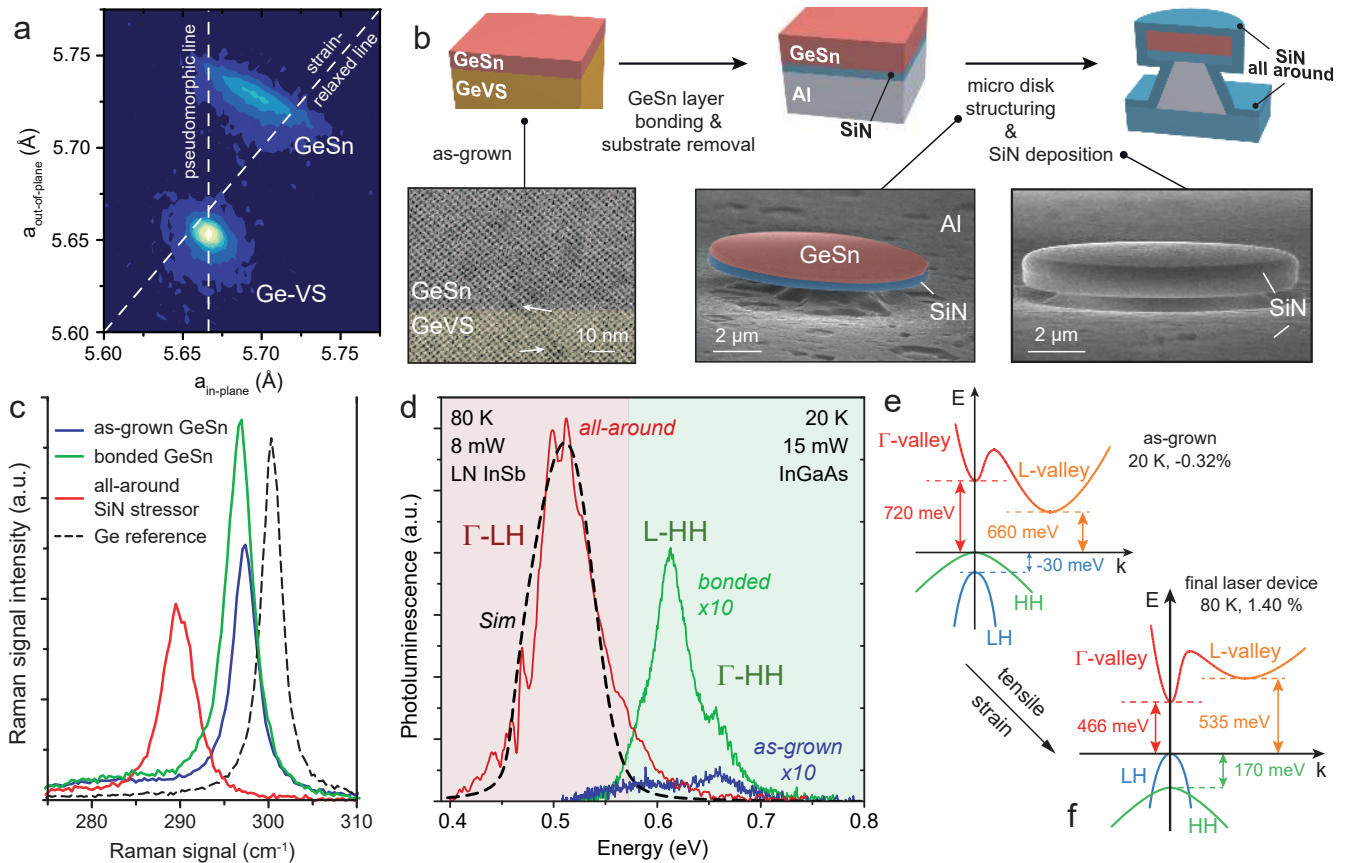 a
5.75
5.70
5.65
5.60
a out-of-plane (Å)
pseudomorphic line
strain-
relaxed line
GeSn
Ge-VS
5.60
5.65
5.70
5.75
a in-plane (Å)
b
GeSn
GeVS
GeSn layer
bonding &
substrate removal
GeSn
Al
SiN
micro disk
structuring
&
SiN deposition
SiN
all around
as-grown
GeSn
GeVS
10 nm
GeSn
Al
SiN
2 µm
SiN
2 µm
c
as-grown GeSn
bonded GeSn
all-around
SiN stressor
Ge reference
Raman signal intensity (a.u.)
280
290
300
310
Raman signal (cm-1)
d
80 K
8 mW
LN InSb
all-around
20 K
15 mW
InGaAs
Γ-LH
L-HH
Sim
bonded
x10
Γ-HH
as-grown
x10
Photoluminescence (a.u.)
0.4
0.5
0.6
0.7
0.8
Energy (eV)
e
E
as-grown
20 K, -0.32%
Γ-valley
L-valley
720 meV
660 meV
-30 meV
k
HH
LH
tensile
strain
final laser device
80 K, 1.40 %
E
Γ-valley
L-valley
466 meV
535 meV
k
LH
170 meV
HH
f